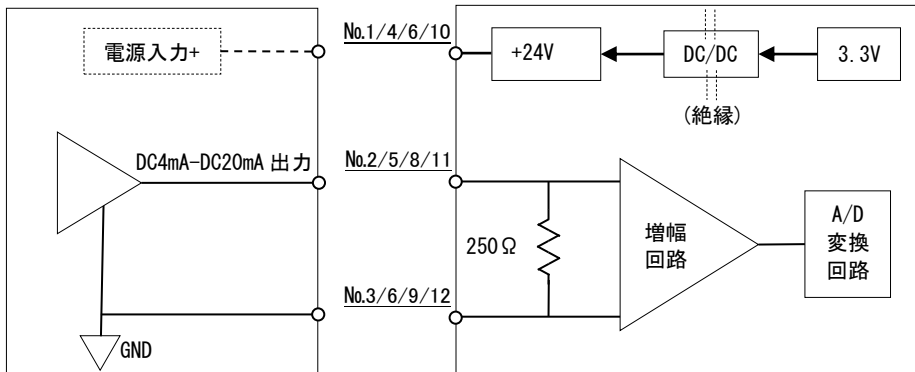 電源入力+
No.1/4/6/10
+24V
DC/DC
3.3V
(絶縁)
DC4mA-DC20mA 出力
No.2/5/8/11
250Ω
増幅
回路
A/D
変換
回路
No.3/6/9/12
GND